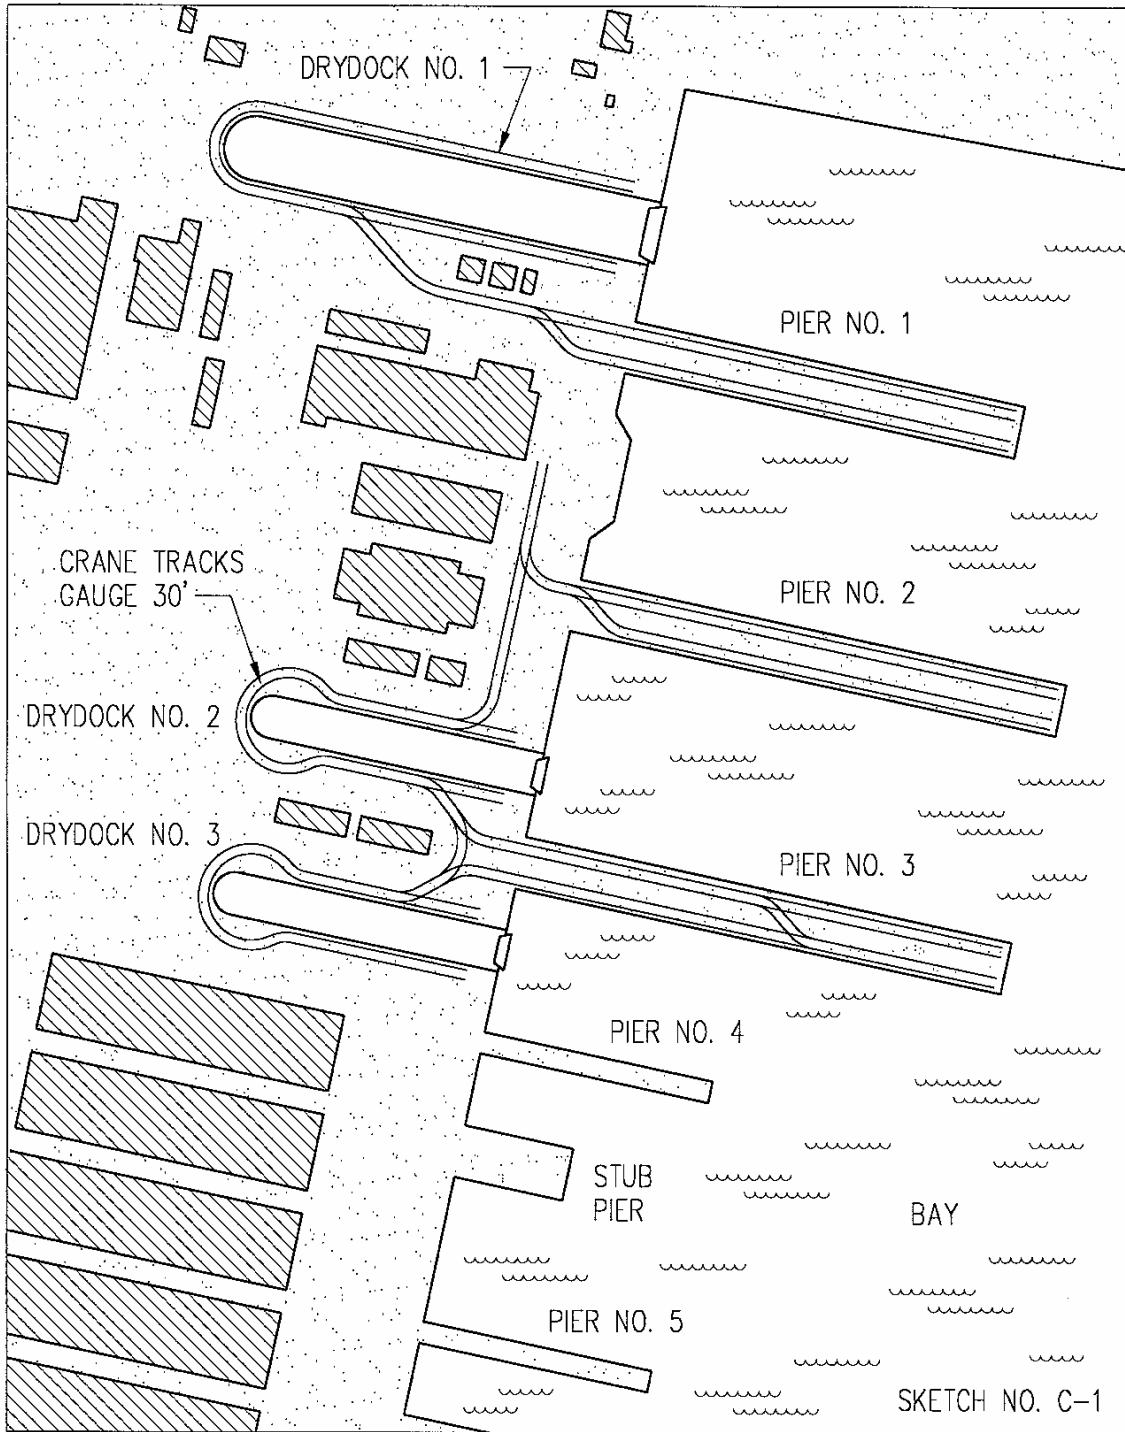 DRYDOCK NO. 1
PIER NO. 1
CRANE TRACKS
GAUGE 30'
PIER NO. 2
DRYDOCK NO. 2
DRYDOCK NO. 3
PIER NO. 3
PIER NO. 4
STUB
PIER
BAY
PIER NO. 5
SKETCH NO. C-1